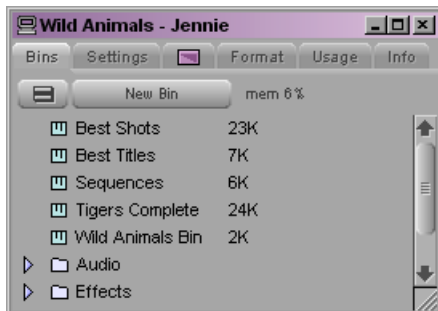 Wild Animals - Jennie
Bins Settings Format Usage Info
New Bin mem 6%
Best Shots 23K
Best Titles 7K
Sequences 6K
Tigers Complete 24K
Wild Animals Bin 2K
Audio
Effects